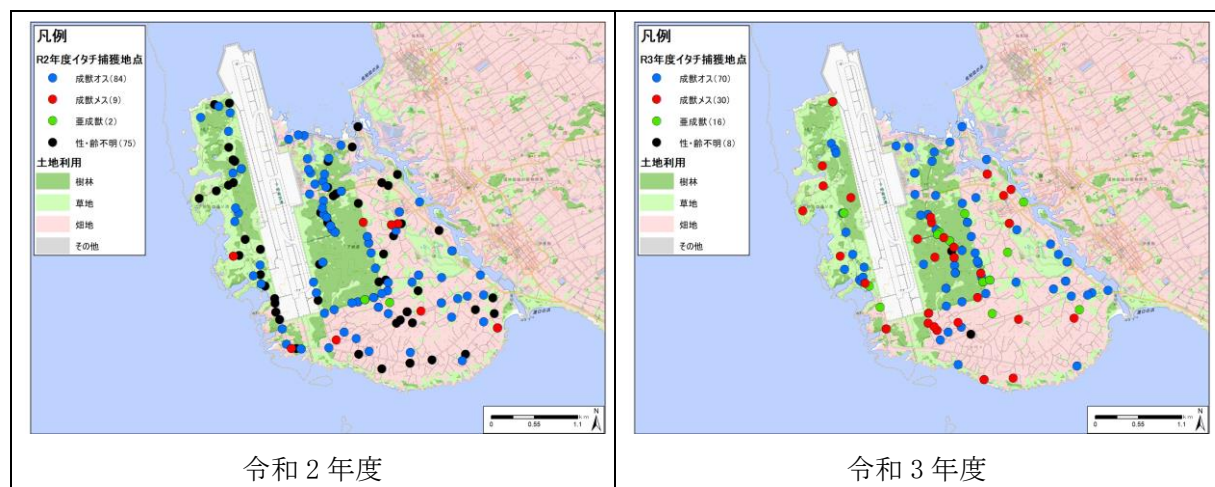 凡例
R2年度イタチ捕獲地点
成獣オス(84)
成獣メス(9)
亜成獣(2)
性・齢不明(75)
土地利用
樹林
草地
畑地
その他
N
km
0 0.55 1.1
令和2年度
凡例
R3年度イタチ捕獲地点
成獣オス(70)
成獣メス(30)
亜成獣(16)
性・齢不明(8)
土地利用
樹林
草地
畑地
その他
N
km
0 0.55 1.1
令和3年度